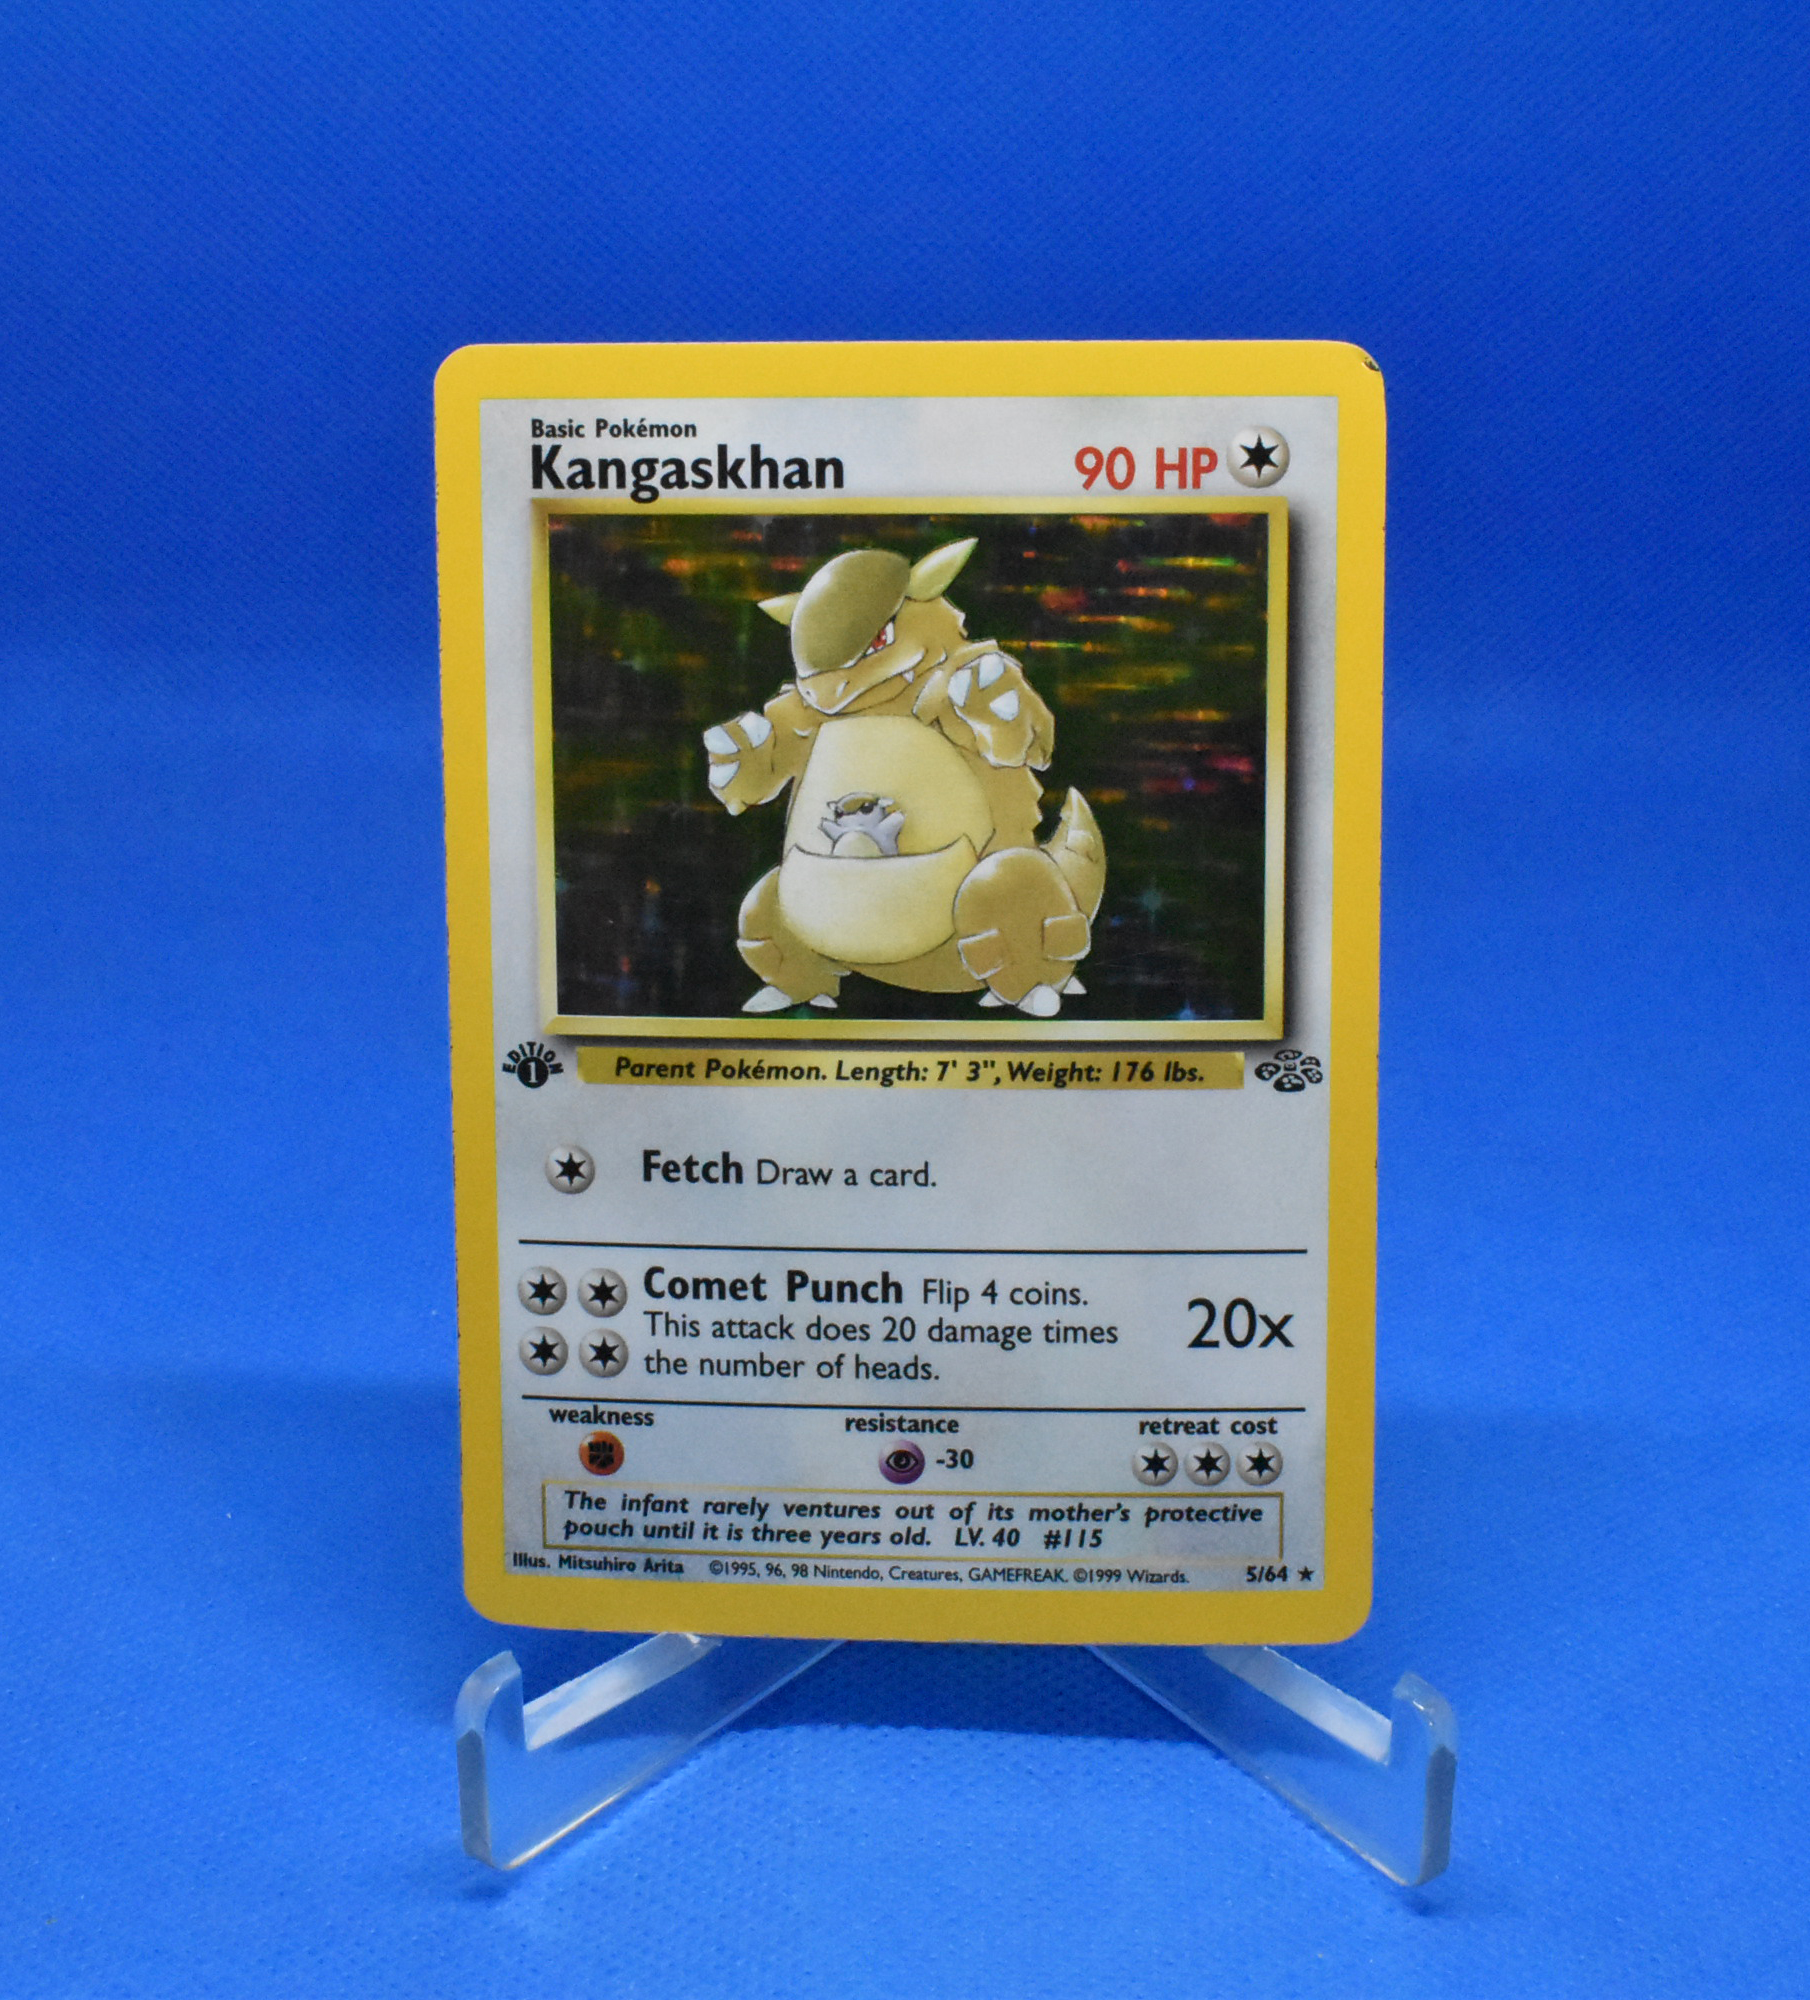 Basic Pokémon
Kangaskhan
90 HP
EDITION 1
Parent Pokémon. Length: 7' 3", Weight: 176 lbs.
Fetch Draw a card.
Comet Punch Flip 4 coins.
This attack does 20 damage times
the number of heads.
20x
weakness
resistance
retreat cost
-30
The infant rarely ventures out of its mother's protective
pouch until it is three years old. LV. 40 #115
Illus. Mitsuhiro Arita ©1995, 96, 98 Nintendo, Creatures, GAMEFREAK. ©1999 Wizards. 5/64 ★